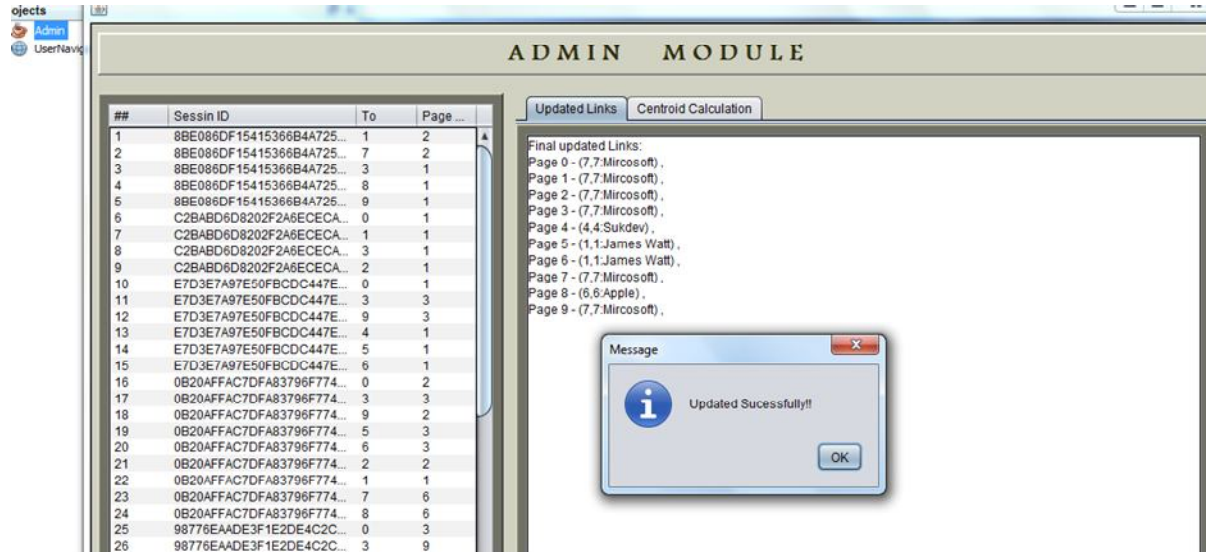 ojects
Admin
UserNavig
ADMIN MODULE
## Sessin ID To Page ...
1 8BE086DF15415366B4A725... 1 2
2 8BE086DF15415366B4A725... 7 2
3 8BE086DF15415366B4A725... 3 1
4 8BE086DF15415366B4A725... 8 1
5 8BE086DF15415366B4A725... 9 1
6 C2BABD6D8202F2A6ECECA... 0 1
7 C2BABD6D8202F2A6ECECA... 1 1
8 C2BABD6D8202F2A6ECECA... 3 1
9 C2BABD6D8202F2A6ECECA... 2 1
10 E7D3E7A97E50FBCDC447E... 0 1
11 E7D3E7A97E50FBCDC447E... 3 3
12 E7D3E7A97E50FBCDC447E... 9 3
13 E7D3E7A97E50FBCDC447E... 4 1
14 E7D3E7A97E50FBCDC447E... 5 1
15 E7D3E7A97E50FBCDC447E... 6 1
16 0B20AFFAC7DFA83796F774... 0 2
17 0B20AFFAC7DFA83796F774... 3 3
18 0B20AFFAC7DFA83796F774... 9 2
19 0B20AFFAC7DFA83796F774... 5 3
20 0B20AFFAC7DFA83796F774... 6 3
21 0B20AFFAC7DFA83796F774... 2 2
22 0B20AFFAC7DFA83796F774... 1 1
23 0B20AFFAC7DFA83796F774... 7 6
24 0B20AFFAC7DFA83796F774... 8 6
25 98776EAADE3F1E2DE4C2C... 0 3
26 98776EAADE3F1E2DE4C2C... 3 9
Updated Links Centroid Calculation
Final updated Links:
Page 0 - (7,7:Mircosoft) ,
Page 1 - (7,7:Mircosoft) ,
Page 2 - (7,7:Mircosoft) ,
Page 3 - (7,7:Mircosoft) ,
Page 4 - (4,4:Sukdev) ,
Page 5 - (1,1:James Watt) ,
Page 6 - (1,1:James Watt) ,
Page 7 - (7,7:Mircosoft) ,
Page 8 - (6,6:Apple) ,
Page 9 - (7,7:Mircosoft) ,
Message
Updated Sucessfully!!
OK